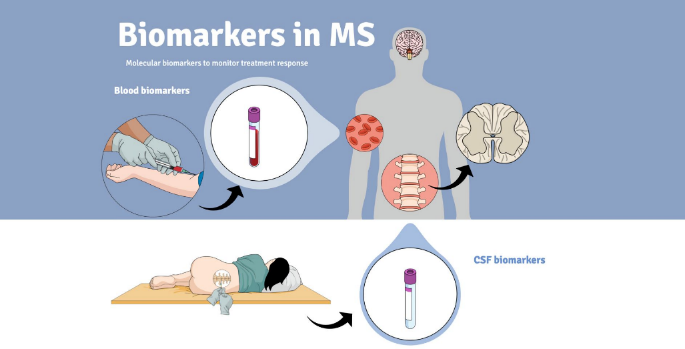 Biomarkers in MS
Molecular biomarkers to monitor treatment response
Blood biomarkers
CSF biomarkers